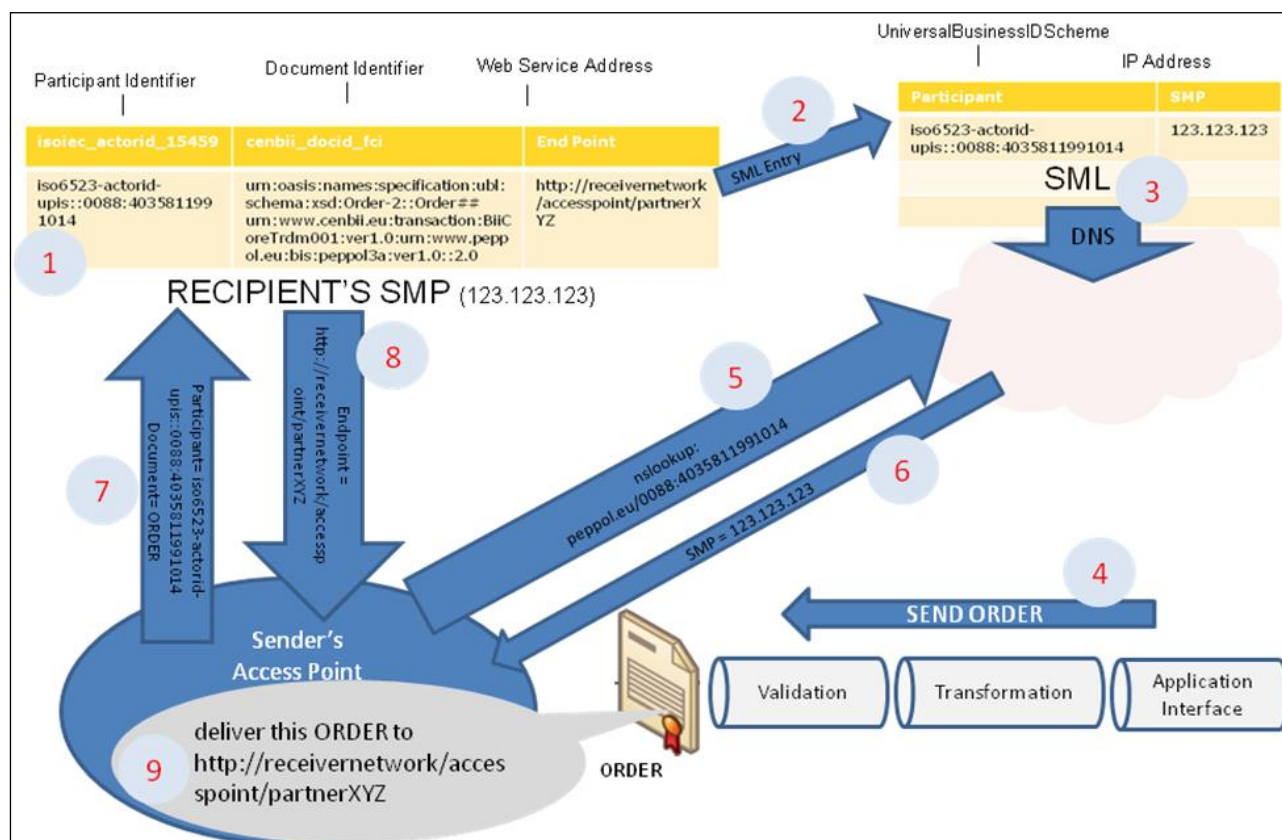 UniversalBusinessIDScheme
Participant Identifier
Document Identifier
Web Service Address
IP Address
isoiec_actorid_15459
cenbii_docid_fci
End Point
iso6523-actorid-
upis::0088:403581199
1014
urn:oasis:names:specification:ubl:
schema:xsd:Order-2::Order##
urn:www.cenbii.eu:transaction:BiiC
oreTrdm001:ver1.0:urn:www.pepp
ol.eu:bis:peppol3a:ver1.0::2.0
http://receivernetwork
/accesspoint/partnerX
YZ
1
RECIPIENT'S SMP (123.123.123)
2
SML Entry
Participant
SMP
iso6523-actorid-
upis::0088:4035811991014
123.123.123
SML
3
DNS
4
SEND ORDER
Application
Interface
Transformation
Validation
ORDER
5
nslookup:
peppol.eu/0088:4035811991014
6
SMP = 123.123.123
7
Participant= iso6523-actorid-
upis::0088:4035811991014
Document= ORDER
8
Endpoint =
http://receivernetwork/accessp
oint/partnerXYZ
Sender's
Access Point
9
deliver this ORDER to
http://receivernetwork/acces
spoint/partnerXYZ